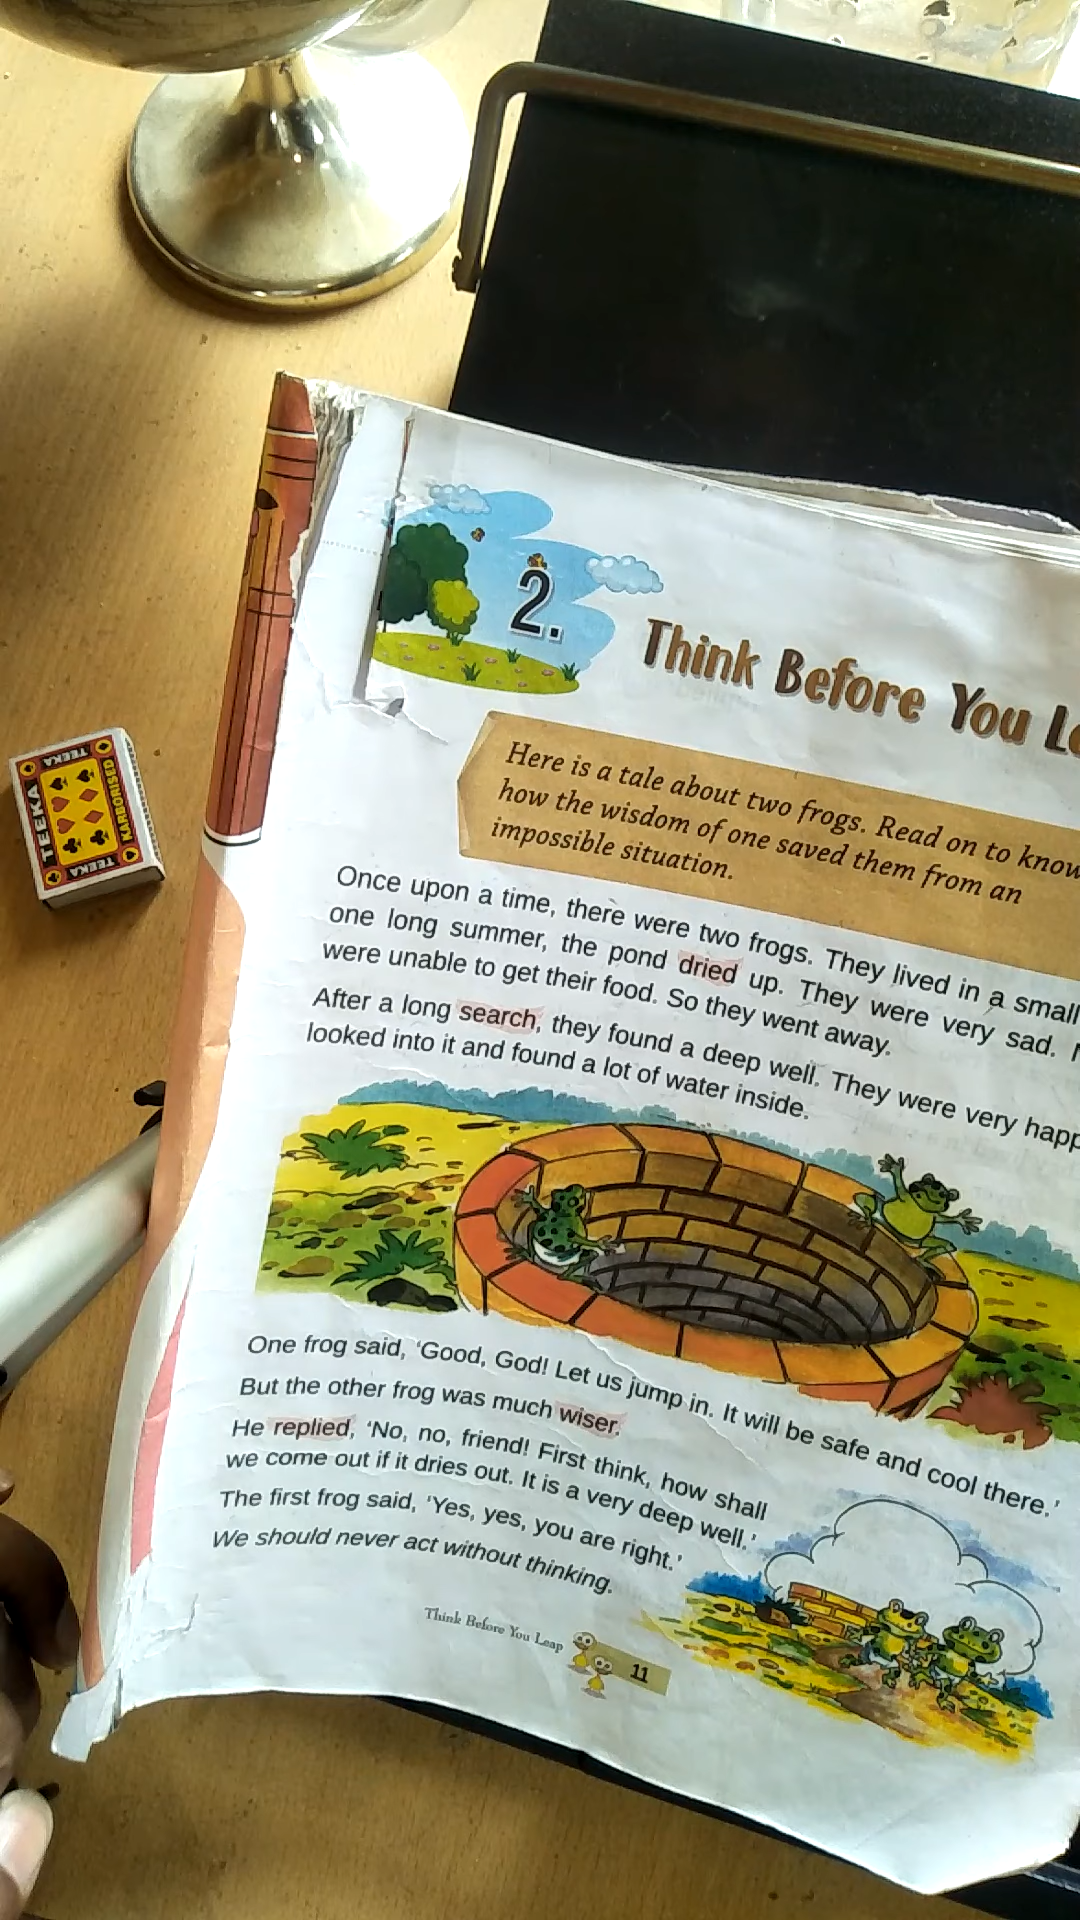 2.
Think Before You
Here is a tale about two frogs. Read on to know
how the wisdom of one saved them from an
impossible situation.
Once upon a time, there were two frogs. They lived in a small
one long summer, the pond dried up. They were very sad.
were unable to get their food. So they went away.
After a long search, they found a deep well. They were very
looked into it and found a lot of water inside.
One frog said, 'Good, God! Let us jump in. It will be safe and cool there.'
But the other frog was much wiser.
He replied, 'No, no, friend! First think, how shall
we come out if it dries out. It is a very deep well.'
The first frog said, 'Yes, yes, you are right.'
We should never act without thinking.
Think Before You Leap
11
TEEKA
TEEKA
KARBORISED
TEEKA